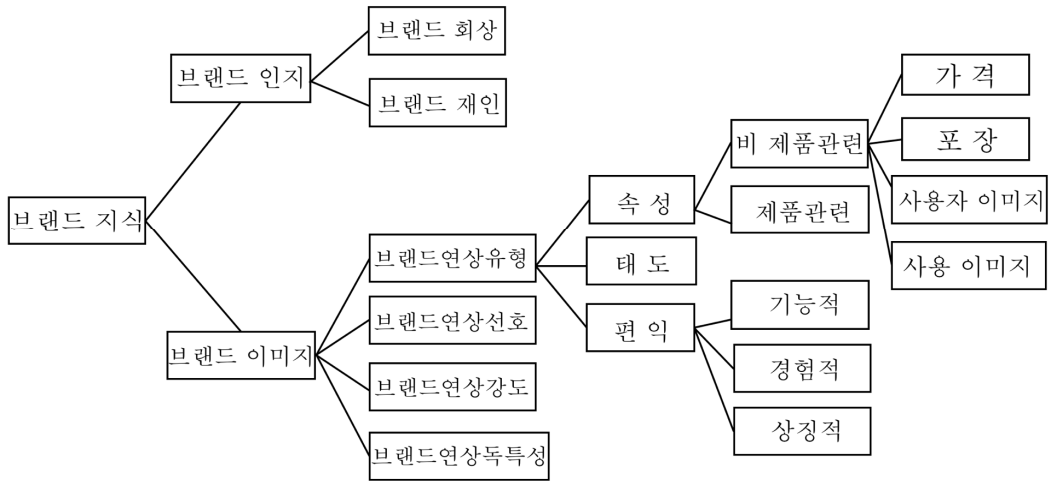 브랜드 지식
브랜드 인지
브랜드 회상
브랜드 재인
브랜드 이미지
브랜드연상유형
브랜드연상선호
브랜드연상강도
브랜드연상독특성
속 성
태 도
편 익
비 제품관련
제품관련
가 격
포 장
사용자 이미지
사용 이미지
기능적
경험적
상징적